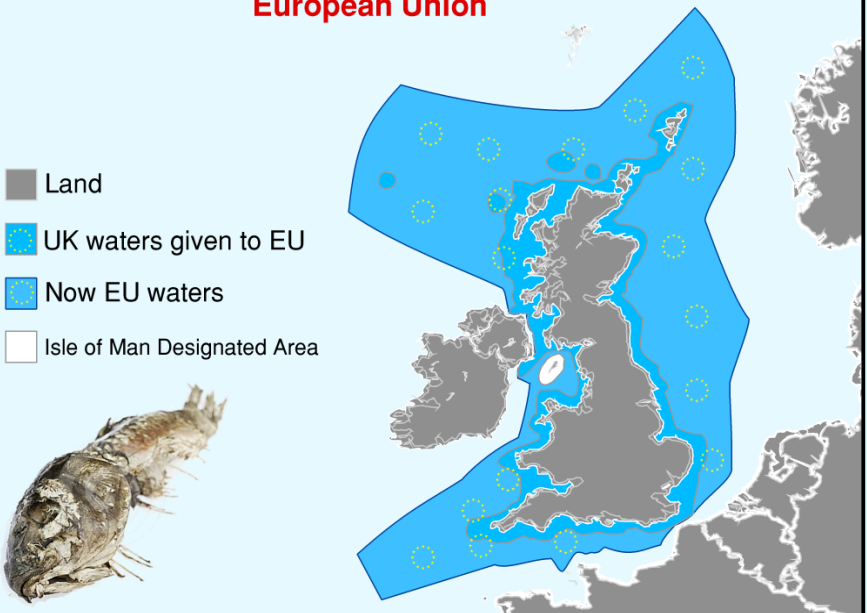 European Union
Land
UK waters given to EU
Now EU waters
Isle of Man Designated Area